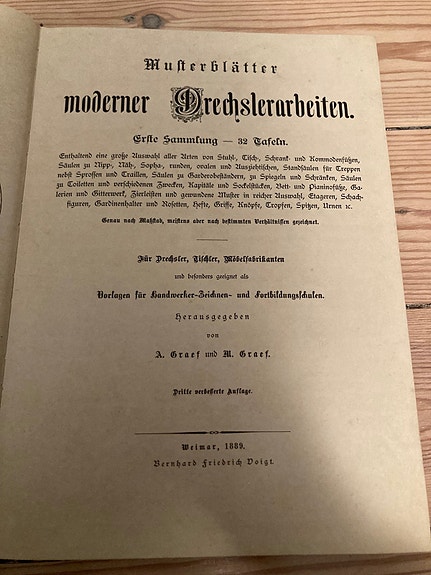 Musterblätter
moderner Drechslerarbeiten.
Erste Sammlung — 32 Tafeln.
Enthaltend eine große Auswahl aller Arten von Stuhl-, Tisch-, Schrank- und Kommodenfüßen,
Säulen zu Nipp-, Näh-, Sopha-, runden, ovalen und Ausziehtischen, Standsäulen für Treppen
nebst Sprossen und Traillen, Säulen zu Garderobeständern, zu Spiegeln und Schränken, Säulen
zu Toiletten und verschiedenen Zwecken, Kapitäle und Sockelstücken, Bett- und Pianinofüße, Ga-
lerien und Gitterwerk, Zierleisten und gewundene Muster in reicher Auswahl, Etageren, Schach-
figuren, Gardinenhalter und Rosetten, Hefte, Griffe, Knöpfe, Tropfen, Spitzen, Urnen ꝛc.
Genau nach Maßstab, meistens aber nach bestimmten Verhältnissen gezeichnet.
Für Drechsler, Tischler, Möbelfabrikanten
und besonders geeignet als
Vorlagen für Handwerker-Zeichnen- und Fortbildungsschulen.
Herausgegeben
von
A. Graef und M. Graef.
Dritte verbesserte Auflage.
Weimar, 1889.
Bernhard Friedrich Voigt.